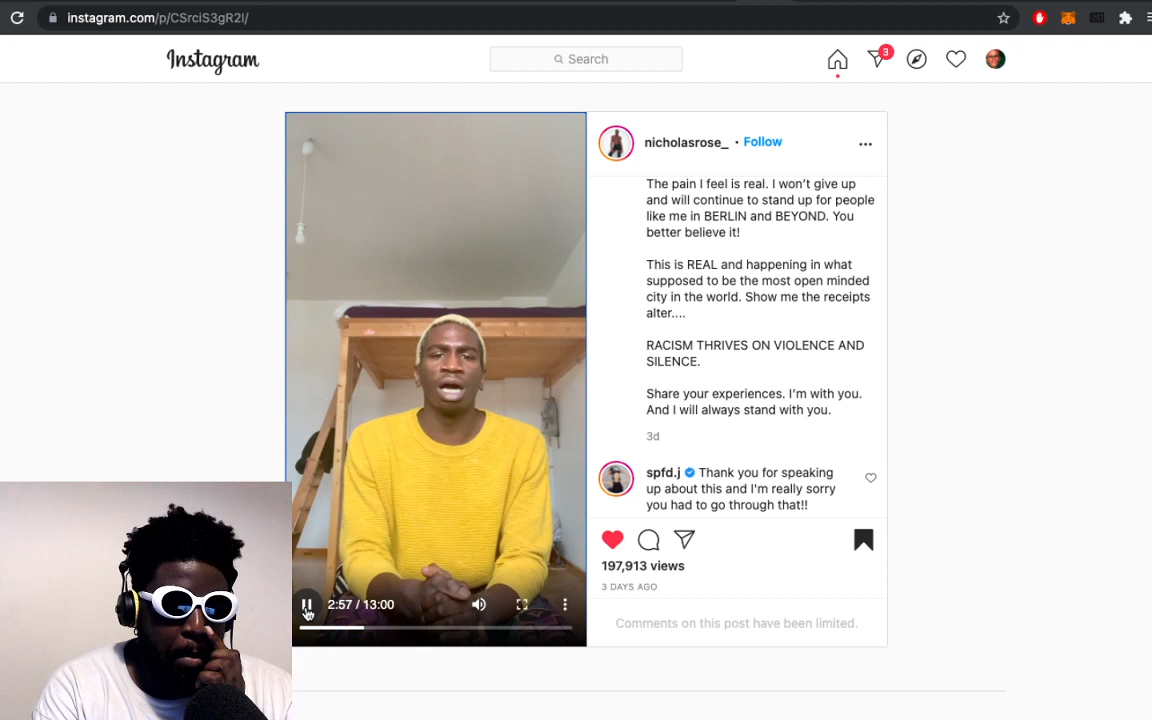 instagram.com/p/CSrciS3gR2I/
Instagram
Search
3
nicholasrose_ • Follow
The pain I feel is real. I won't give up
and will continue to stand up for people
like me in BERLIN and BEYOND. You
better believe it!
This is REAL and happening in what
supposed to be the most open minded
city in the world. Show me the receipts
alter....
RACISM THRIVES ON VIOLENCE AND
SILENCE.
Share your experiences. I'm with you.
And I will always stand with you.
3d
spfd.j Thank you for speaking
up about this and I'm really sorry
you had to go through that!!
197,913 views
3 DAYS AGO
2:57 / 13:00
Comments on this post have been limited.